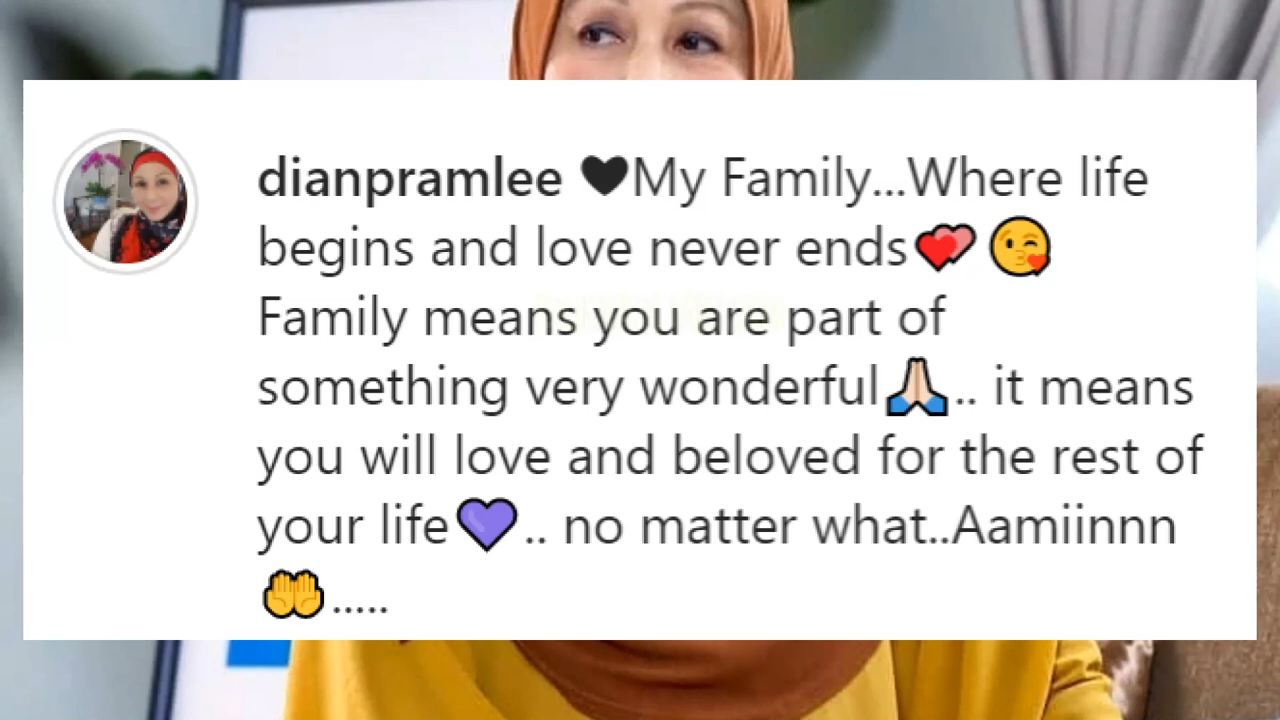 dianpramlee 🖤My Family...Where life
begins and love never ends💕😘
Family means you are part of
something very wonderful🙏🏻.. it means
you will love and beloved for the rest of
your life💜.. no matter what..Aamiinnn
🤲.....